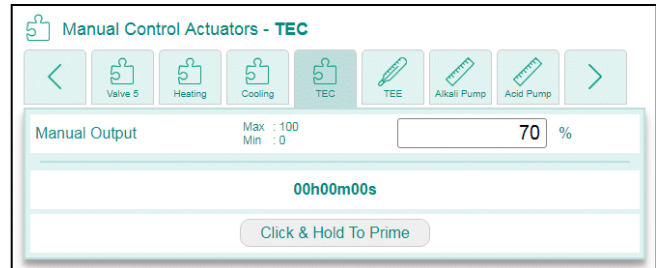 Manual Control Actuators - TEC
Valve 5 Heating Cooling TEC TEE Alkali Pump Acid Pump
Manual Output Max : 100 70 %
Min : 0
00h00m00s
Click & Hold To Prime